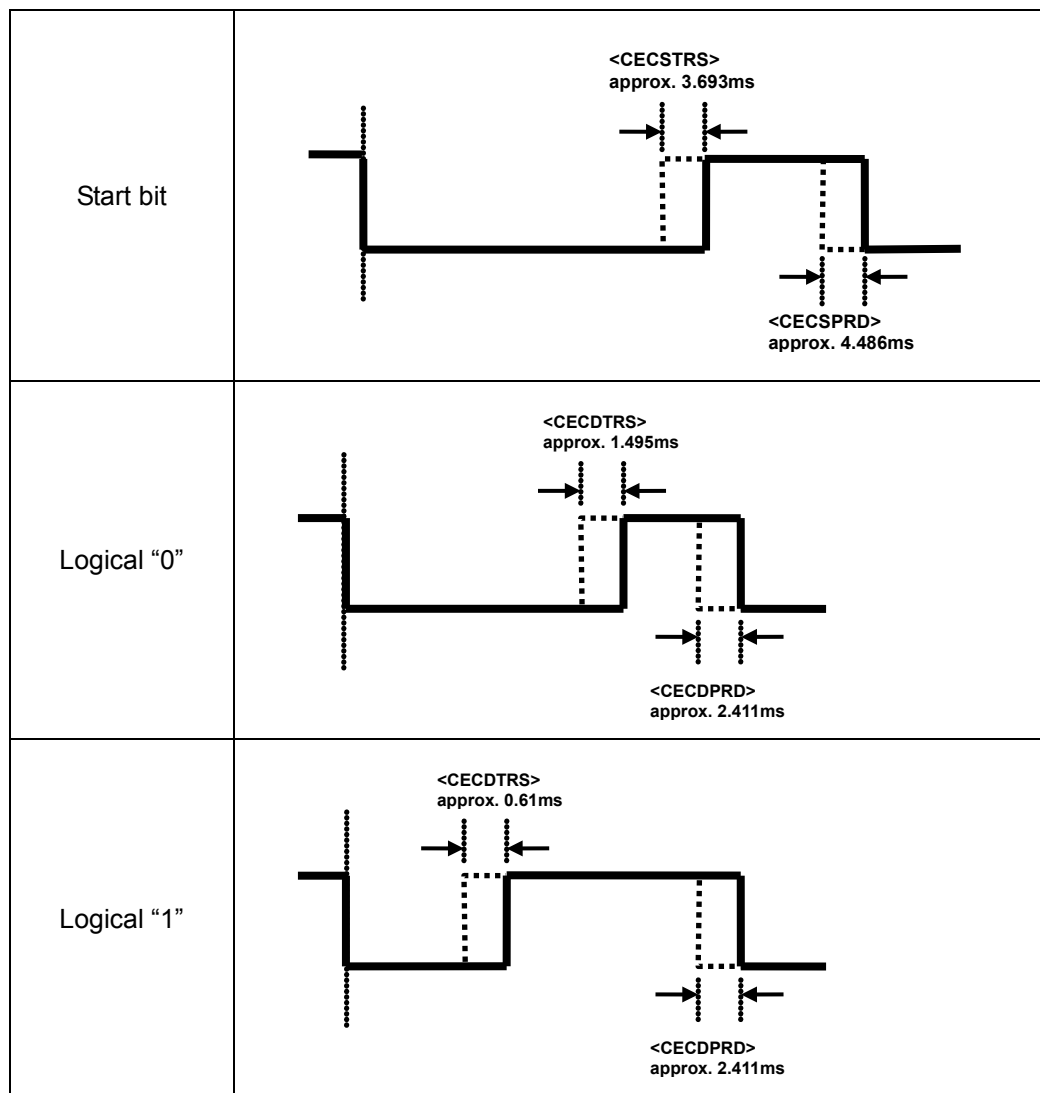 Start bit
<CECSTRS>
approx. 3.693ms
<CECSPRD>
approx. 4.486ms
Logical “0”
<CECDTRS>
approx. 1.495ms
<CECDPRD>
approx. 2.411ms
Logical “1”
<CECDTRS>
approx. 0.61ms
<CECDPRD>
approx. 2.411ms